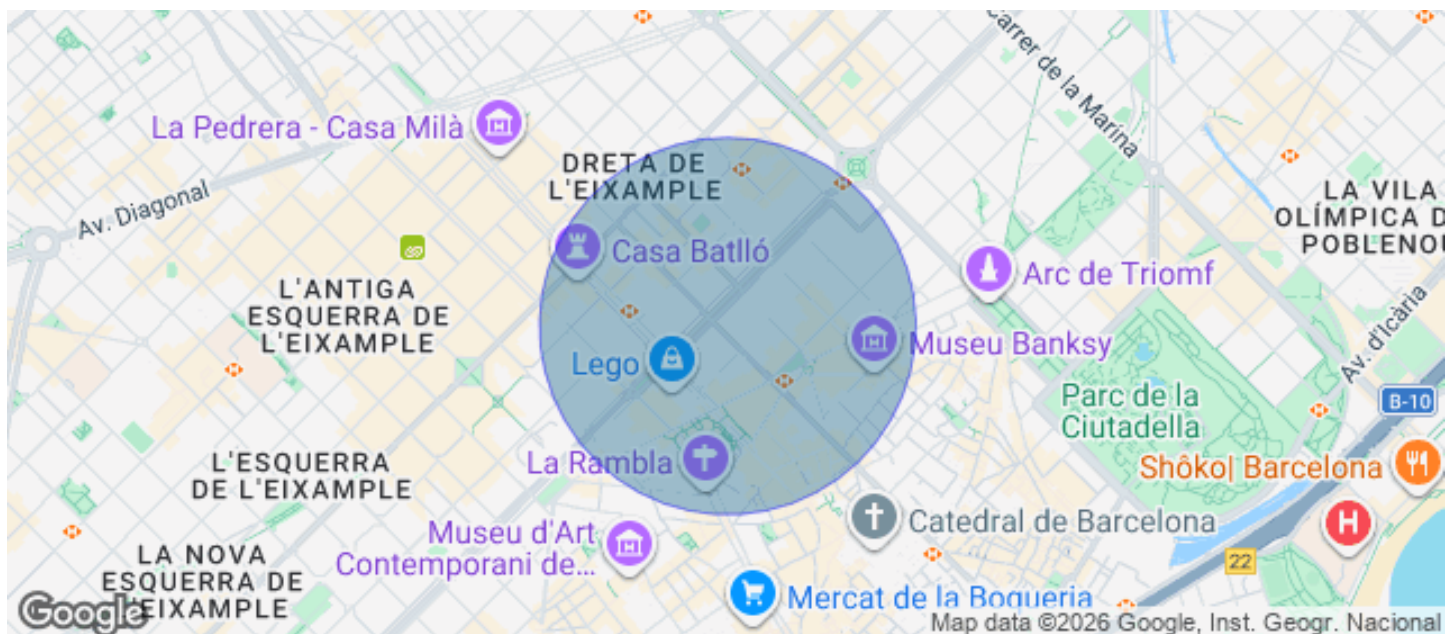 Carrer de la Marina
La Pedrera - Casa Milà
DRETA DE
L'EIXAMPLE
Av. Diagonal
LA VILA
OLÍMPICA D
POBLENOU
Casa Batlló
Arc de Triomf
L'ANTIGA
ESQUERRA DE
L'EIXAMPLE
Museu Banksy
Av. d'Icària
Lego
B-10
Parc de la
Ciutadella
La Rambla
L'ESQUERRA
DE L'EIXAMPLE
Shôko| Barcelona
Catedral de Barcelona
Museu d'Art
Contemporani de...
H
22
LA NOVA
ESQUERRA DE
L'EIXAMPLE
Mercat de la Boqueria
Google
Map data ©2026 Google, Inst. Geogr. Nacional